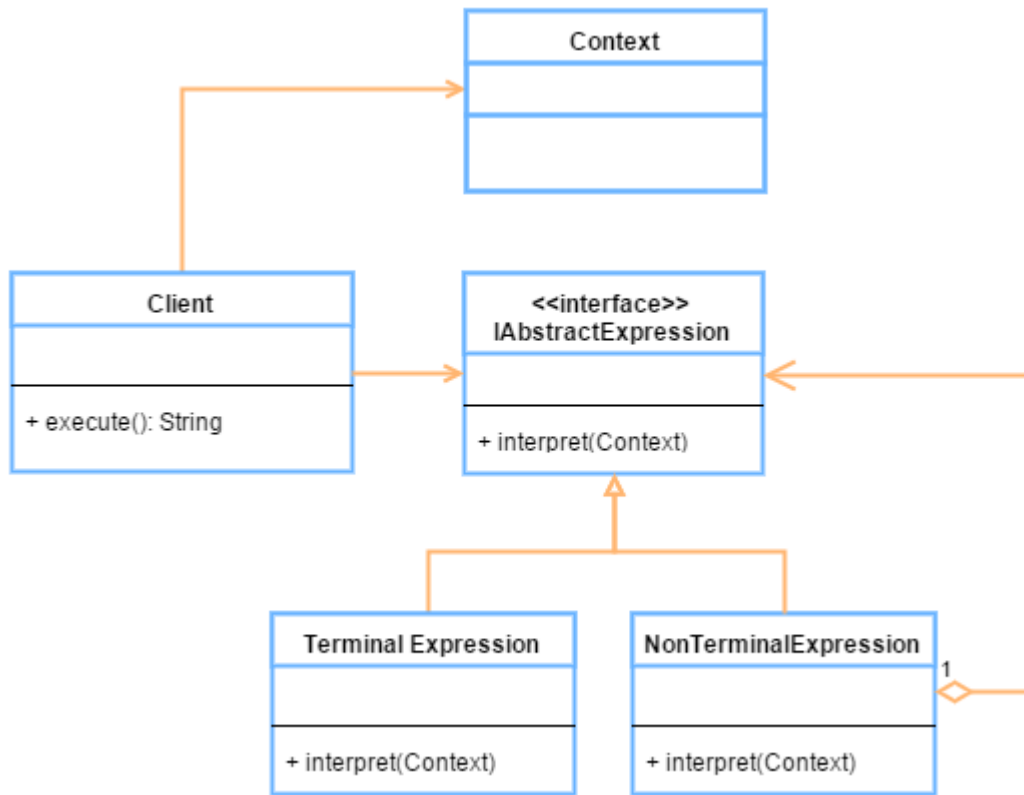 Context
Client
+ execute(): String
<<interface>>
IAbstractExpression
+ interpret(Context)
Terminal Expression
+ interpret(Context)
NonTerminalExpression
+ interpret(Context)
1